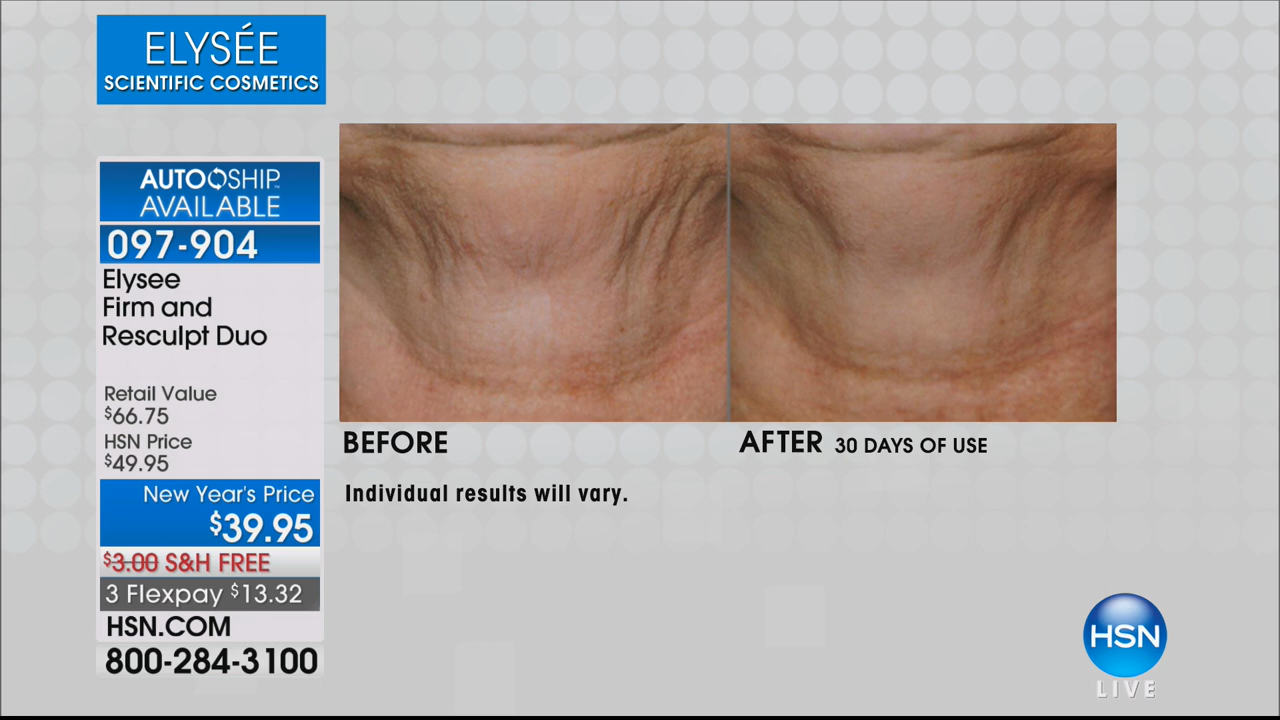 ELYSÉE
SCIENTIFIC COSMETICS
AUTOSHIP
AVAILABLE
097-904
Elysee
Firm and
Resculpt Duo
Retail Value
$66.75
HSN Price
$49.95
New Year's Price
$39.95
$3.00 S&H FREE
3 Flexpay $13.32
HSN.COM
800-284-3100
BEFORE
AFTER 30 DAYS OF USE
Individual results will vary.
HSN
LIVE